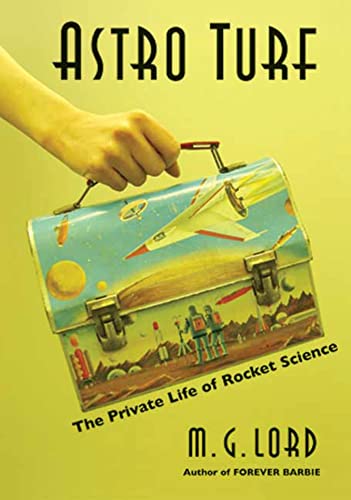 ASTRO TURF
The Private Life of Rocket Science
M. G. LORD
Author of FOREVER BARBIE